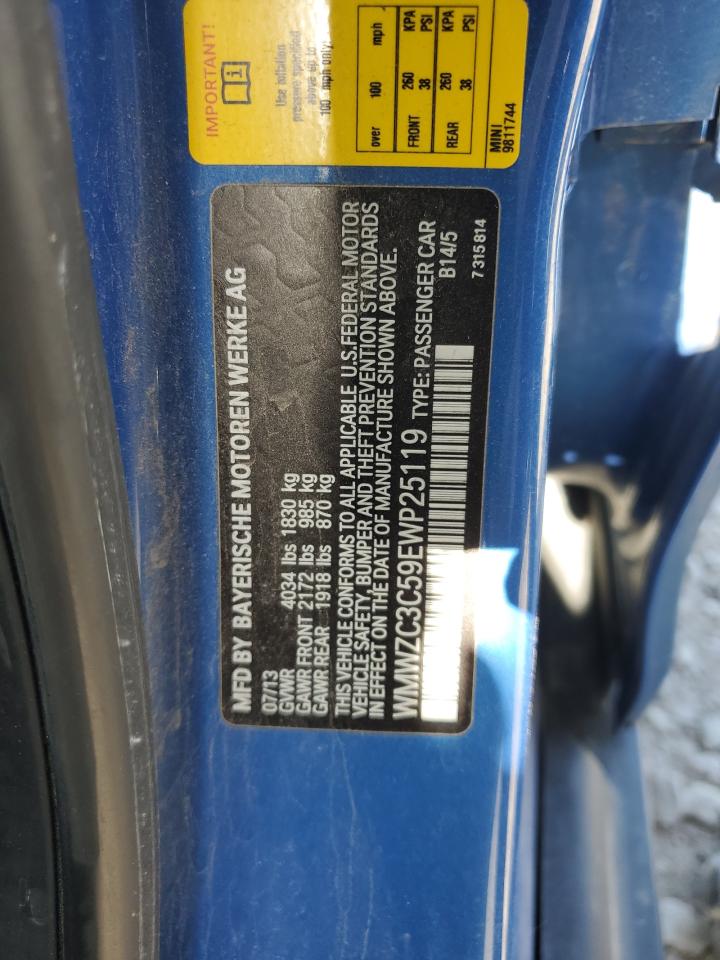 IMPORTANT!
i
Use inflation
pressure specified
above up to
100 mph only:
over 100 mph
FRONT 260 KPA
38 PSI
REAR 260 KPA
38 PSI
MINI
9811744
MFD BY BAYERISCHE MOTOREN WERKE AG
07/13
GVWR 4034 lbs 1830 kg
GAWR FRONT 2172 lbs 985 kg
GAWR REAR 1918 lbs 870 kg
THIS VEHICLE CONFORMS TO ALL APPLICABLE U.S.FEDERAL MOTOR
VEHICLE SAFETY, BUMPER AND THEFT PREVENTION STANDARDS
IN EFFECT ON THE DATE OF MANUFACTURE SHOWN ABOVE.
WMWZC3C59EWP25119 TYPE: PASSENGER CAR
B14/5
7 315 814